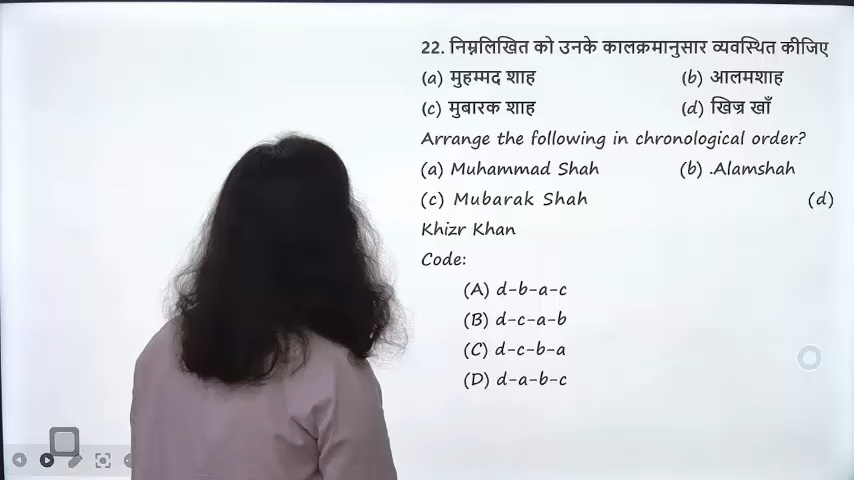 22. निम्नलिखित को उनके कालक्रमानुसार व्यवस्थित कीजिए
(a) मुहम्मद शाह (b) आलमशाह
(c) मुबारक शाह (d) खिज्र खाँ
Arrange the following in chronological order?
(a) Muhammad Shah (b) .Alamshah
(c) Mubarak Shah (d)
Khizr Khan
Code:
(A) d-b-a-c
(B) d-c-a-b
(C) d-c-b-a
(D) d-a-b-c